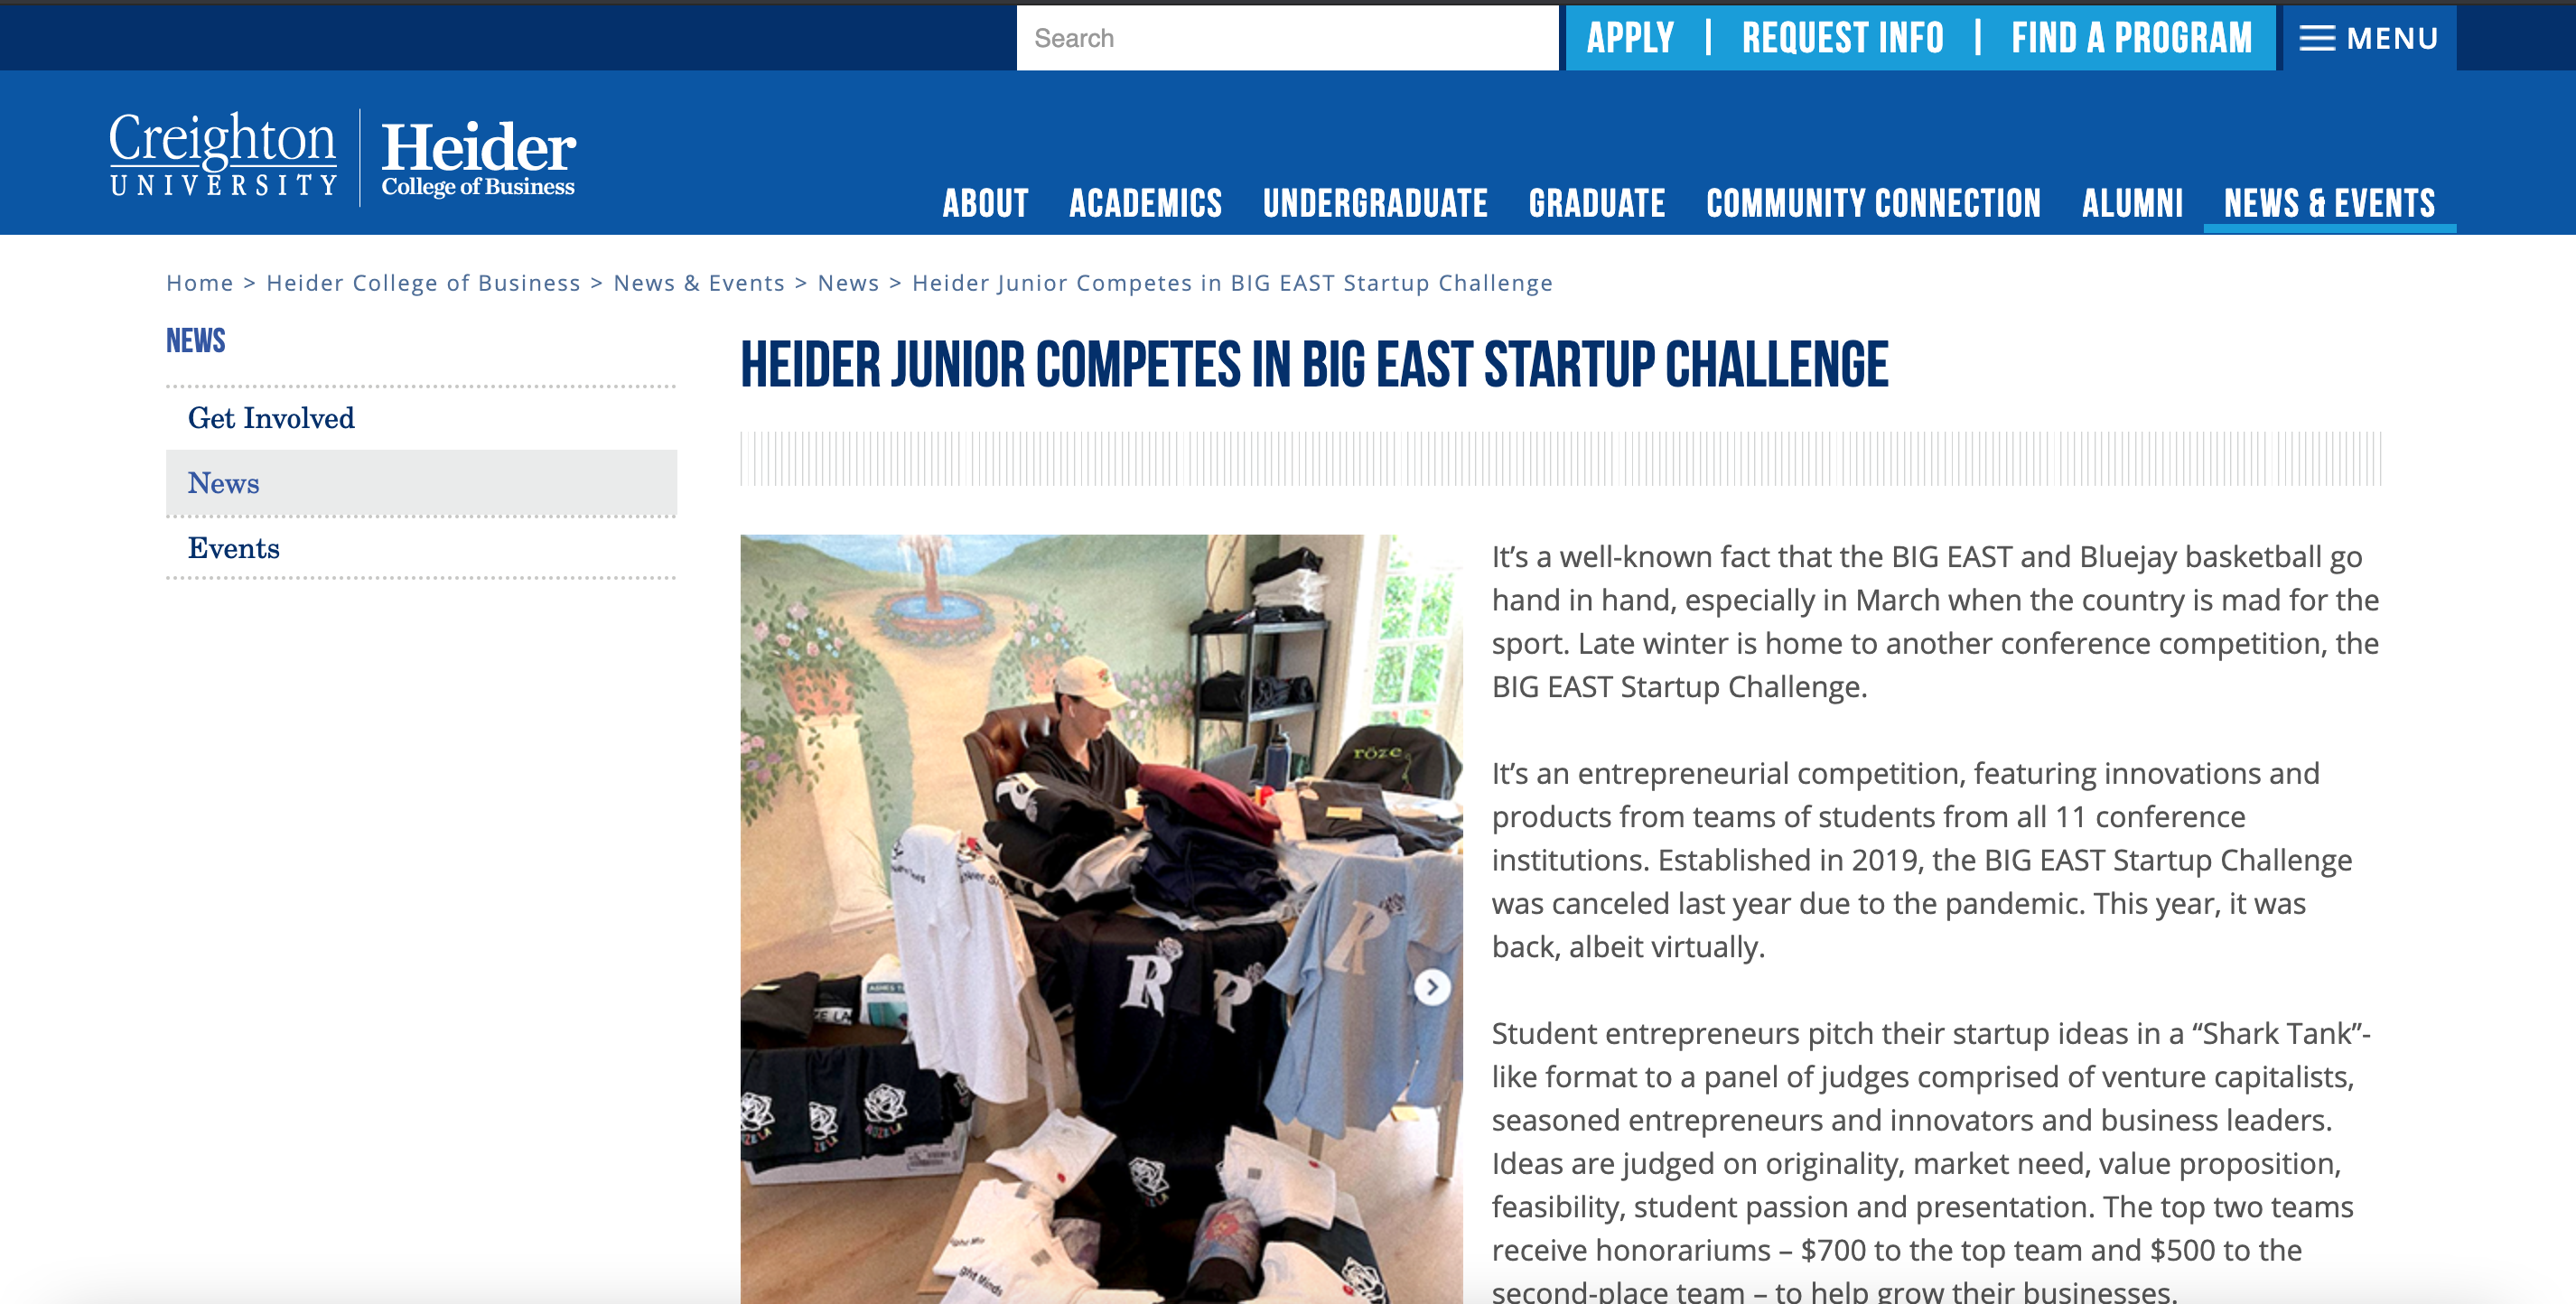 Search
APPLY | REQUEST INFO | FIND A PROGRAM
MENU
Creighton
UNIVERSITY
Heider
College of Business
ABOUT ACADEMICS UNDERGRADUATE GRADUATE COMMUNITY CONNECTION ALUMNI NEWS & EVENTS
Home > Heider College of Business > News & Events > News > Heider Junior Competes in BIG EAST Startup Challenge
NEWS
Get Involved
News
Events
HEIDER JUNIOR COMPETES IN BIG EAST STARTUP CHALLENGE
röze
R
R
R
It’s a well-known fact that the BIG EAST and Bluejay basketball go
hand in hand, especially in March when the country is mad for the
sport. Late winter is home to another conference competition, the
BIG EAST Startup Challenge.
It’s an entrepreneurial competition, featuring innovations and
products from teams of students from all 11 conference
institutions. Established in 2019, the BIG EAST Startup Challenge
was canceled last year due to the pandemic. This year, it was
back, albeit virtually.
Student entrepreneurs pitch their startup ideas in a “Shark Tank”-
like format to a panel of judges comprised of venture capitalists,
seasoned entrepreneurs and innovators and business leaders.
Ideas are judged on originality, market need, value proposition,
feasibility, student passion and presentation. The top two teams
receive honorariums – $700 to the top team and $500 to the
second-place team – to help grow their businesses.